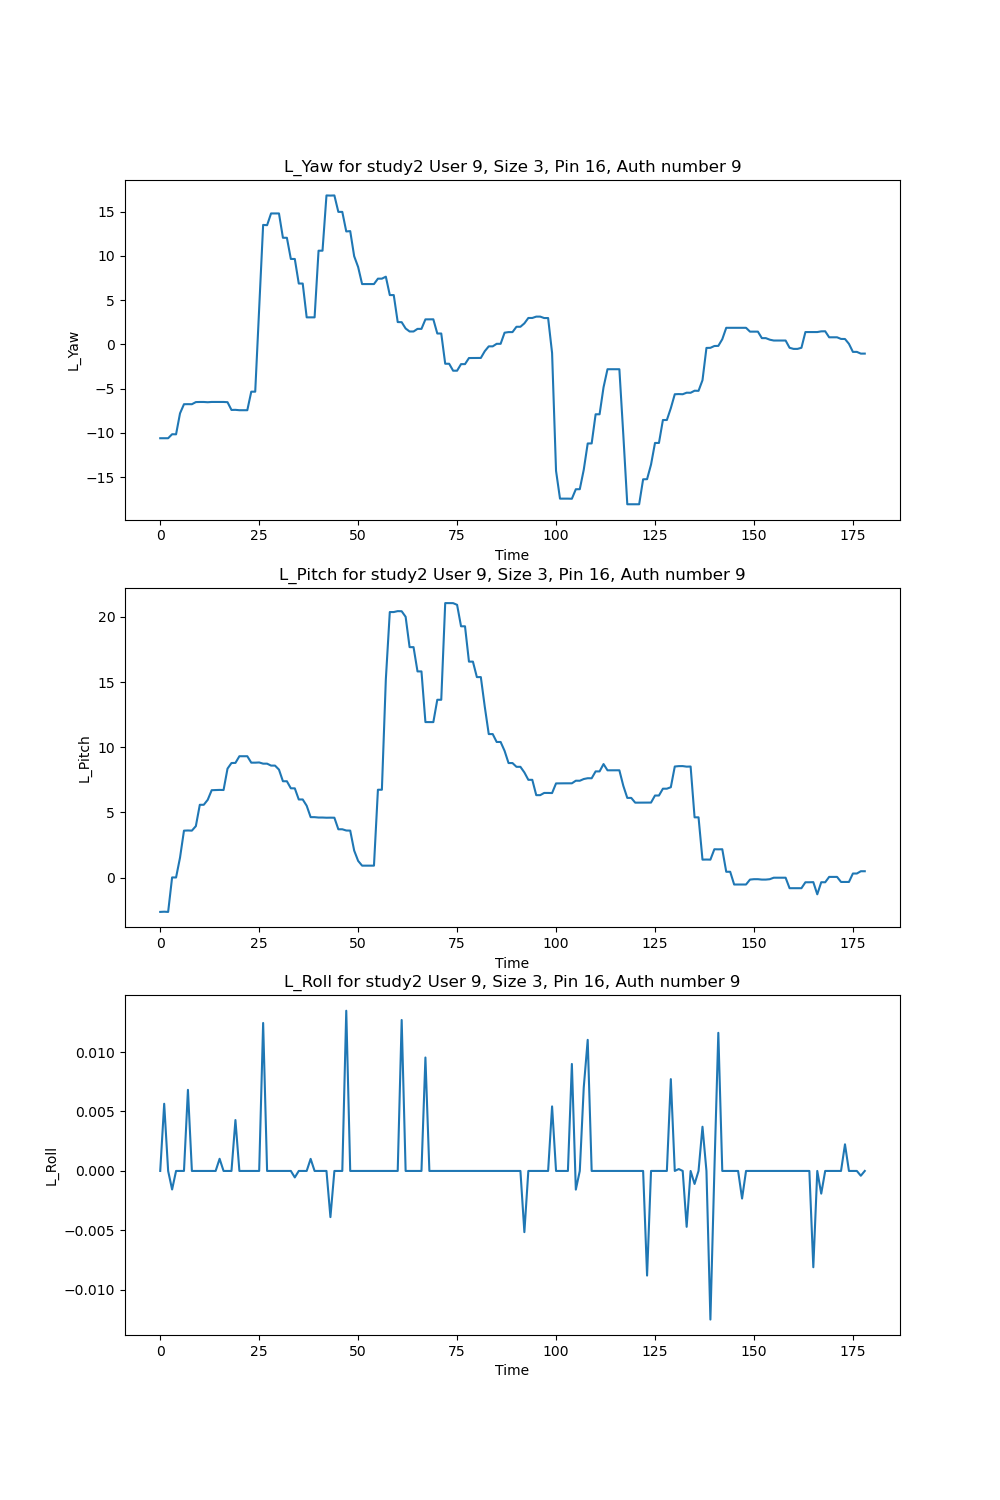 L_Yaw for study2 User 9, Size 3, Pin 16, Auth number 9
15
10
5
0
−5
−10
−15
L_Yaw
0 25 50 75 100 125 150 175
Time
L_Pitch for study2 User 9, Size 3, Pin 16, Auth number 9
20
15
10
5
0
L_Pitch
0 25 50 75 100 125 150 175
Time
L_Roll for study2 User 9, Size 3, Pin 16, Auth number 9
0.010
0.005
0.000
−0.005
−0.010
L_Roll
0 25 50 75 100 125 150 175
Time